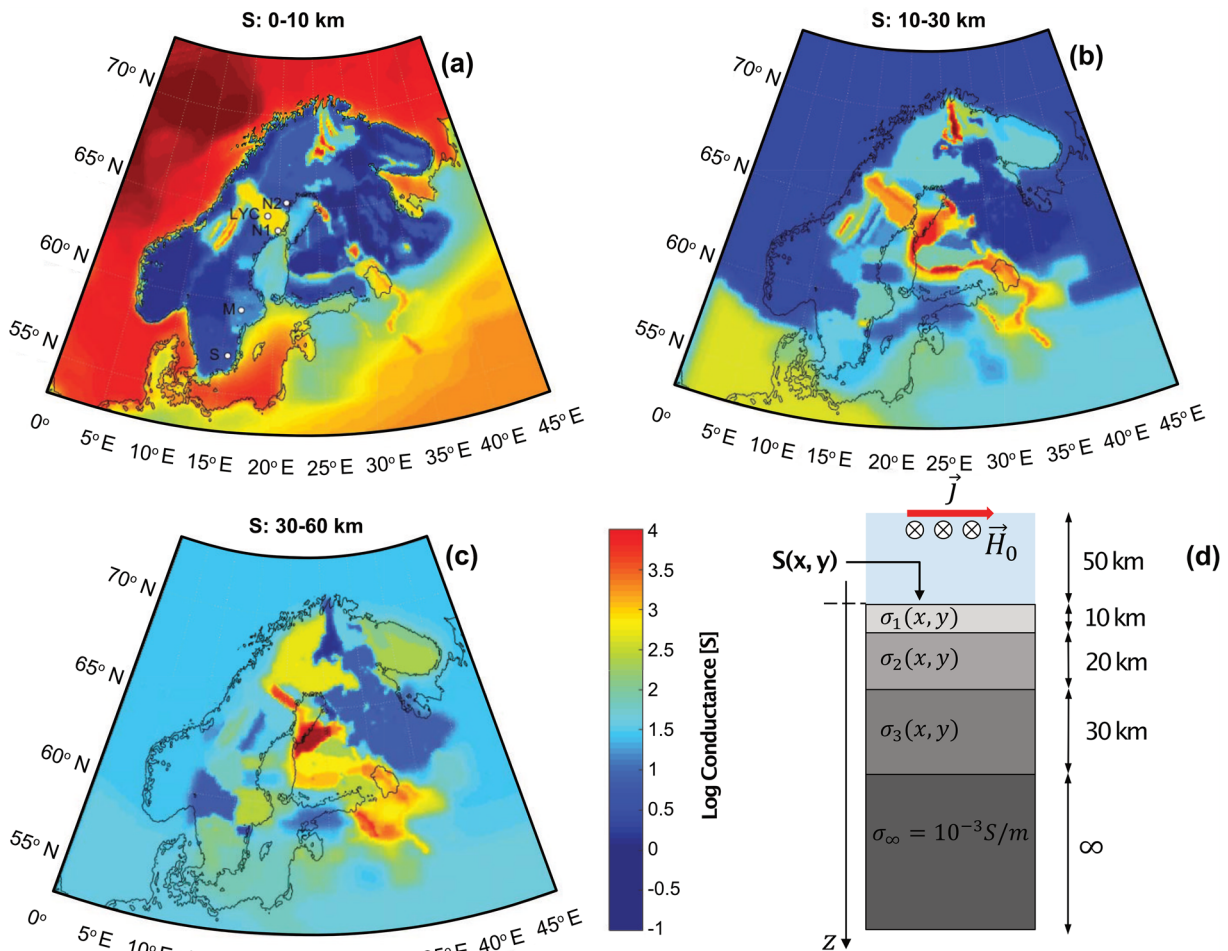 S: 0-10 km
(a)
70° N
65° N
60° N
55° N
N2
LYC
N1
M
S
0°
5° E
10° E
15° E
20° E
25° E
30° E
35° E
40° E
45° E
S: 10-30 km
(b)
70° N
65° N
60° N
55° N
0°
5° E
10° E
15° E
20° E
25° E
30° E
35° E
40° E
45° E
S: 30-60 km
(c)
70° N
65° N
60° N
55° N
0°
5° E
10° E
40° E
45° E
4
3.5
3
2.5
2
1.5
1
0.5
0
-0.5
-1
Log Conductance [S]
(d)
j⃗
⊗ ⊗ ⊗ H⃗₀
S(x, y)
50 km
σ₁(x, y)
10 km
σ₂(x, y)
20 km
σ₃(x, y)
30 km
σ∞ = 10⁻³S/m
∞
z